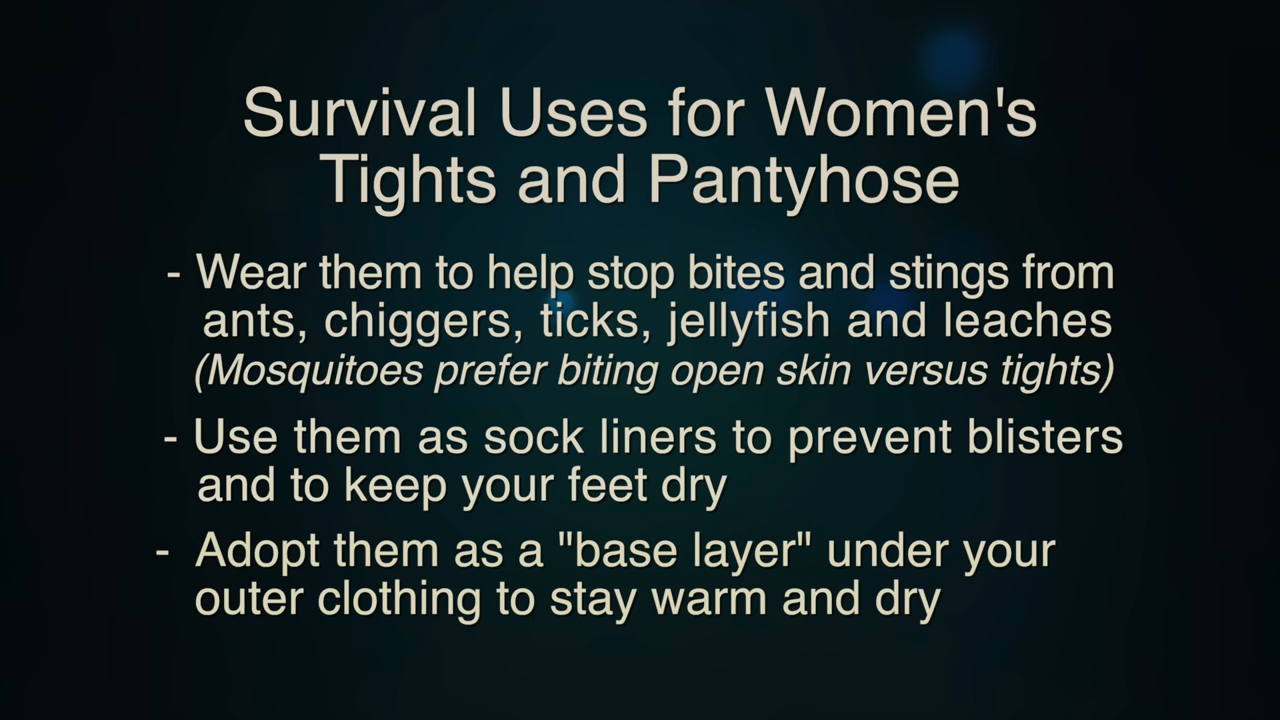 Survival Uses for Women's
Tights and Pantyhose
- Wear them to help stop bites and stings from
ants, chiggers, ticks, jellyfish and leaches
(Mosquitoes prefer biting open skin versus tights)
- Use them as sock liners to prevent blisters
and to keep your feet dry
- Adopt them as a "base layer" under your
outer clothing to stay warm and dry